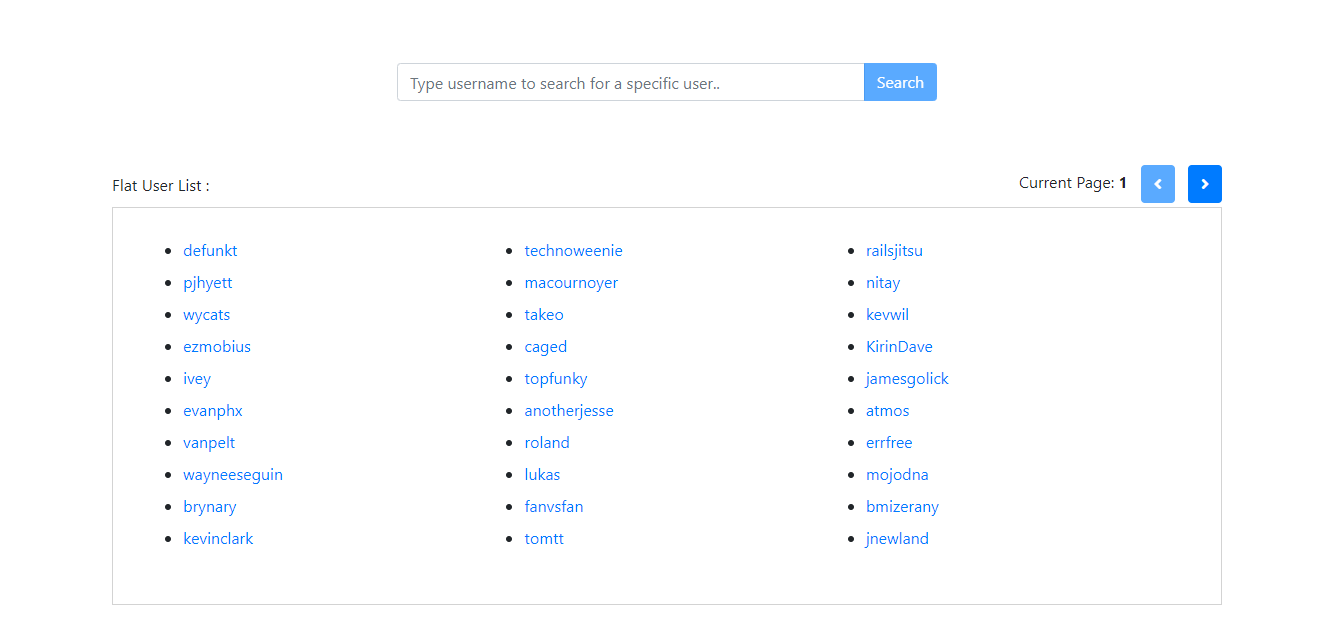 Type username to search for a specific user..
Search
Flat User List :
Current Page: 1
defunkt
pjhyett
wycats
ezmobius
ivey
evanphx
vanpelt
wayneeseguin
brynary
kevinclark
technoweenie
macournoyer
takeo
caged
topfunky
anotherjesse
roland
lukas
fanvsfan
tomtt
railsjitsu
nitay
kevwil
KirinDave
jamesgolick
atmos
errfree
mojodna
bmizerany
jnewland